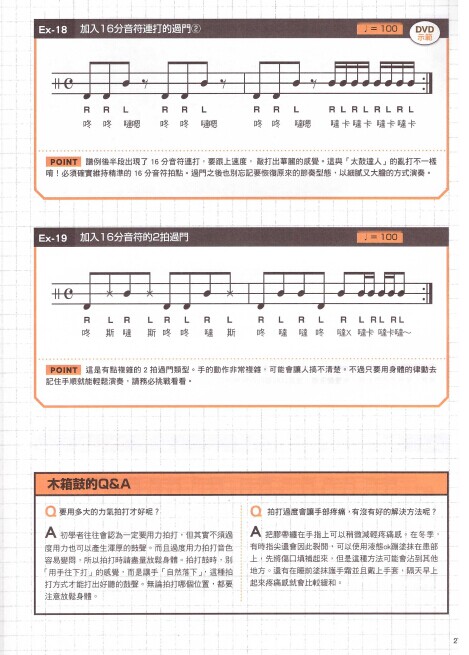 Ex-18 加入16分音符連打的過門② ♩=100 DVD 示範
R R L R R L R R L R L R L R L R L
咚 咚 噠嗯 咚 咚 噠嗯 咚 咚 噠嗯 噠 卡 噠 卡 噠 卡 噠 卡
POINT 譜例後半段出現了 16 分音符連打，要跟上速度，敲打出華麗的感覺。這與「太鼓達人」的亂打不一樣
唷！必須確實維持精準的 16 分音符拍點。過門之後也別忘記要恢復原來的節奏型態，以細膩又大膽的方式演奏。
Ex-19 加入16分音符的2拍過門 ♩=100
R L R L R L R L R L R L R L R L R L
咚 斯 噠 斯 咚 咚 噠 斯 咚 噠 噠 咚 噠X 噠卡 噠卡噠～
POINT 這是有點複雜的 2 拍過門類型。手的動作非常複雜，可能會讓人搞不清楚。不過只要用身體的律動去
記住手順就能輕鬆演奏，請務必挑戰看看。
木箱鼓的Q&A
Q 要用多大的力氣拍打才好呢？
A 初學者往往會認為一定要用力拍打，但其實不須過
度用力也可以產生渾厚的鼓聲。而且過度用力拍打音色
容易變悶，所以拍打時請盡量放鬆身體。拍打鼓時，別
「用手往下打」的感覺，而是讓手「自然落下」，這種拍
打方式才能打出好聽的鼓聲。無論拍打哪個位置，都要
注意放鬆身體。
Q 拍打過度會讓手部疼痛，有沒有好的解決方法呢？
A 把膠帶纏在手指上可以稍微減輕疼痛感，在冬季，
有時指尖還會因此裂開，可以使用液態ok蹦塗抹在患部
上，先將傷口填補起來，但是這種方法可能會沾到其他
地方。還有在睡前塗抹護手霜並且戴上手套，隔天早上
起來疼痛感就會比較緩和。
2